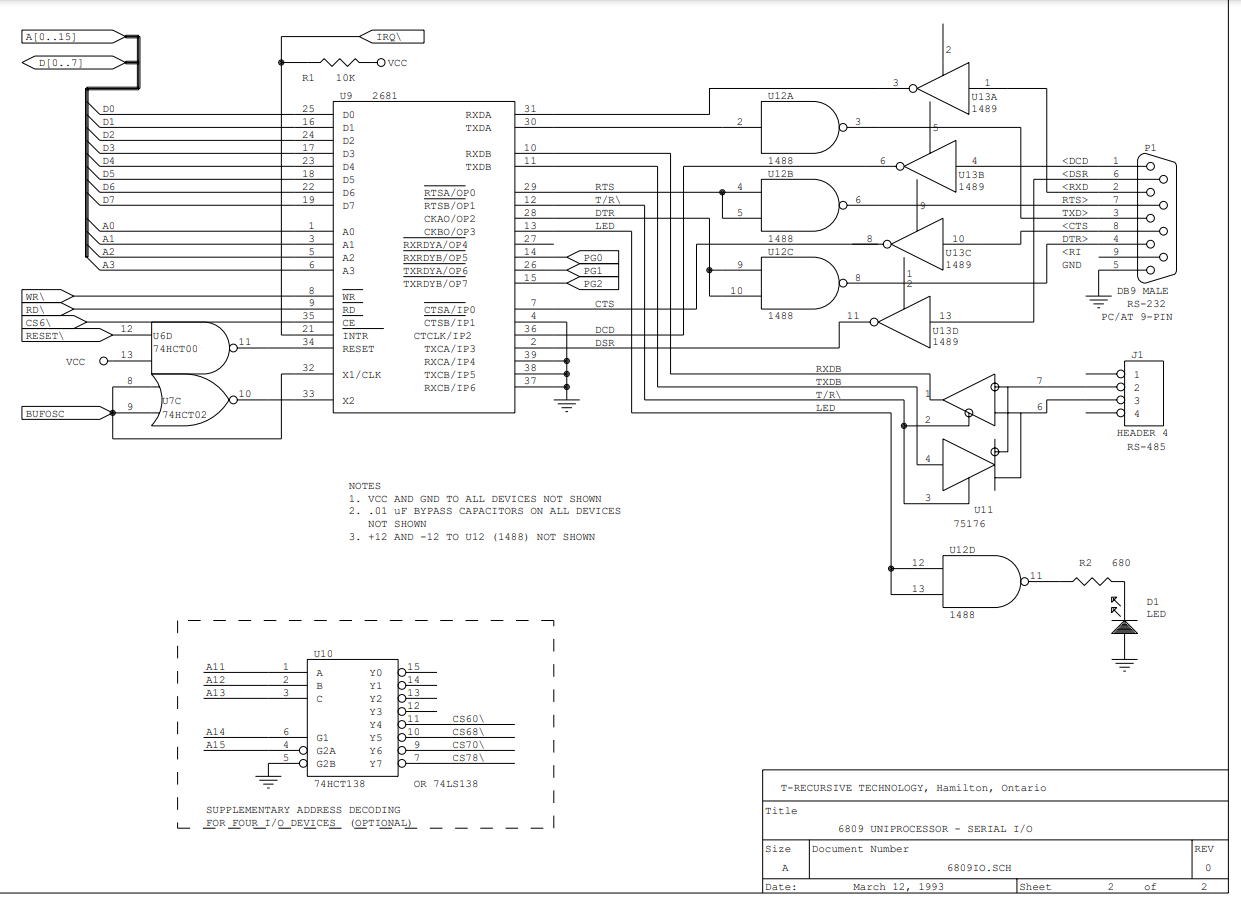 A[0..15]
D[0..7]
IRQ\
R1 10K VCC
U9 2681
D0 25 D0
D1 16 D1
D2 24 D2
D3 17 D3
D4 23 D4
D5 18 D5
D6 22 D6
D7 19 D7
A0 1 A0
A1 3 A1
A2 5 A2
A3 6 A3
WR\ 8 WR
RD\ 9 RD
CS6\ 35 CE
RESET\ 12 21 INTR
U6D
74HCT00
11 34 RESET
VCC 13
32 X1/CLK
8
U7C
74HCT02
10 33 X2
BUFOSC 9
RXDA 31
TXDA 30
RXDB 10
TXDB 11
RTSA/OP0 29 RTS
RTSB/OP1 12 T/R\
CKAO/OP2 28 DTR
CKBO/OP3 13 LED
RXRDYA/OP4 27
RXRDYB/OP5 14 PG0
TXRDYA/OP6 26 PG1
TXRDYB/OP7 15 PG2
CTSA/IP0 7 CTS
CTSB/IP1 4
CTCLK/IP2 36 DCD
TXCA/IP3 2 DSR
RXCA/IP4 39
TXCB/IP5 38
RXCB/IP6 37
2
3 1
U13A
1489
U12A
2 3
1488
5
6 4
U13B
1489
U12B
4 6
5
1488
9
8 10
U13C
1489
U12C
9 8
10
1488
1
2
11 13
U13D
1489
P1
<DCD 1
<DSR 6
<RXD 2
RTS> 7
TXD> 3
<CTS 8
DTR> 4
<RI 9
GND 5
DB9 MALE
RS-232
PC/AT 9-PIN
RXDB
TXDB
T/R\
LED
1 7
2 6
4
3
U11
75176
J1
1
2
3
4
HEADER 4
RS-485
U12D
12
13
11
1488
R2 680
D1
LED
NOTES
1. VCC AND GND TO ALL DEVICES NOT SHOWN
2. .01 uF BYPASS CAPACITORS ON ALL DEVICES
NOT SHOWN
3. +12 AND -12 TO U12 (1488) NOT SHOWN
U10
A11 1 A Y0 15
A12 2 B Y1 14
A13 3 C Y2 13
Y3 12
Y4 11 CS60\
A14 6 G1 Y5 10 CS68\
A15 4 G2A Y6 9 CS70\
5 G2B Y7 7 CS78\
74HCT138 OR 74LS138
SUPPLEMENTARY ADDRESS DECODING
FOR FOUR I/O DEVICES (OPTIONAL)
T-RECURSIVE TECHNOLOGY, Hamilton, Ontario
Title
6809 UNIPROCESSOR - SERIAL I/O
Size Document Number REV
A 6809IO.SCH 0
Date: March 12, 1993 Sheet 2 of 2